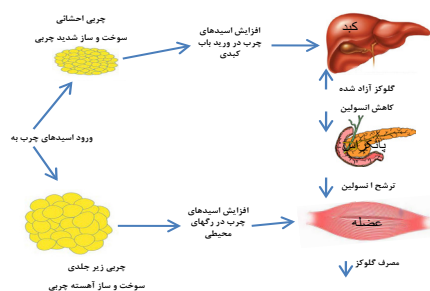 چربی احشائی
سوخت و ساز شدید چربی
افزایش اسیدهای
چرب در ورید باب
کبدی
کبد
گلوکز آزاد شده
کاهش انسولین
ورود اسیدهای چرب به
پانکراس
ترشح انسولین
افزایش اسیدهای
چرب در رگهای
محیطی
عضله
مصرف گلوکز
چربی زیر جلدی
سوخت و ساز آهسته چربی